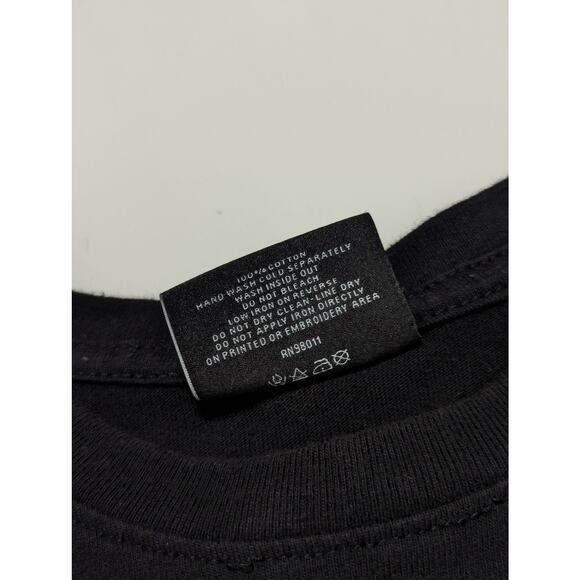 100% COTTON
HAND WASH COLD SEPARATELY
WASH INSIDE OUT
DO NOT BLEACH
LOW IRON ON REVERSE
DO NOT DRY CLEAN-LINE DRY
DO NOT APPLY IRON DIRECTLY
ON PRINTED OR EMBROIDERY AREA
RN98011